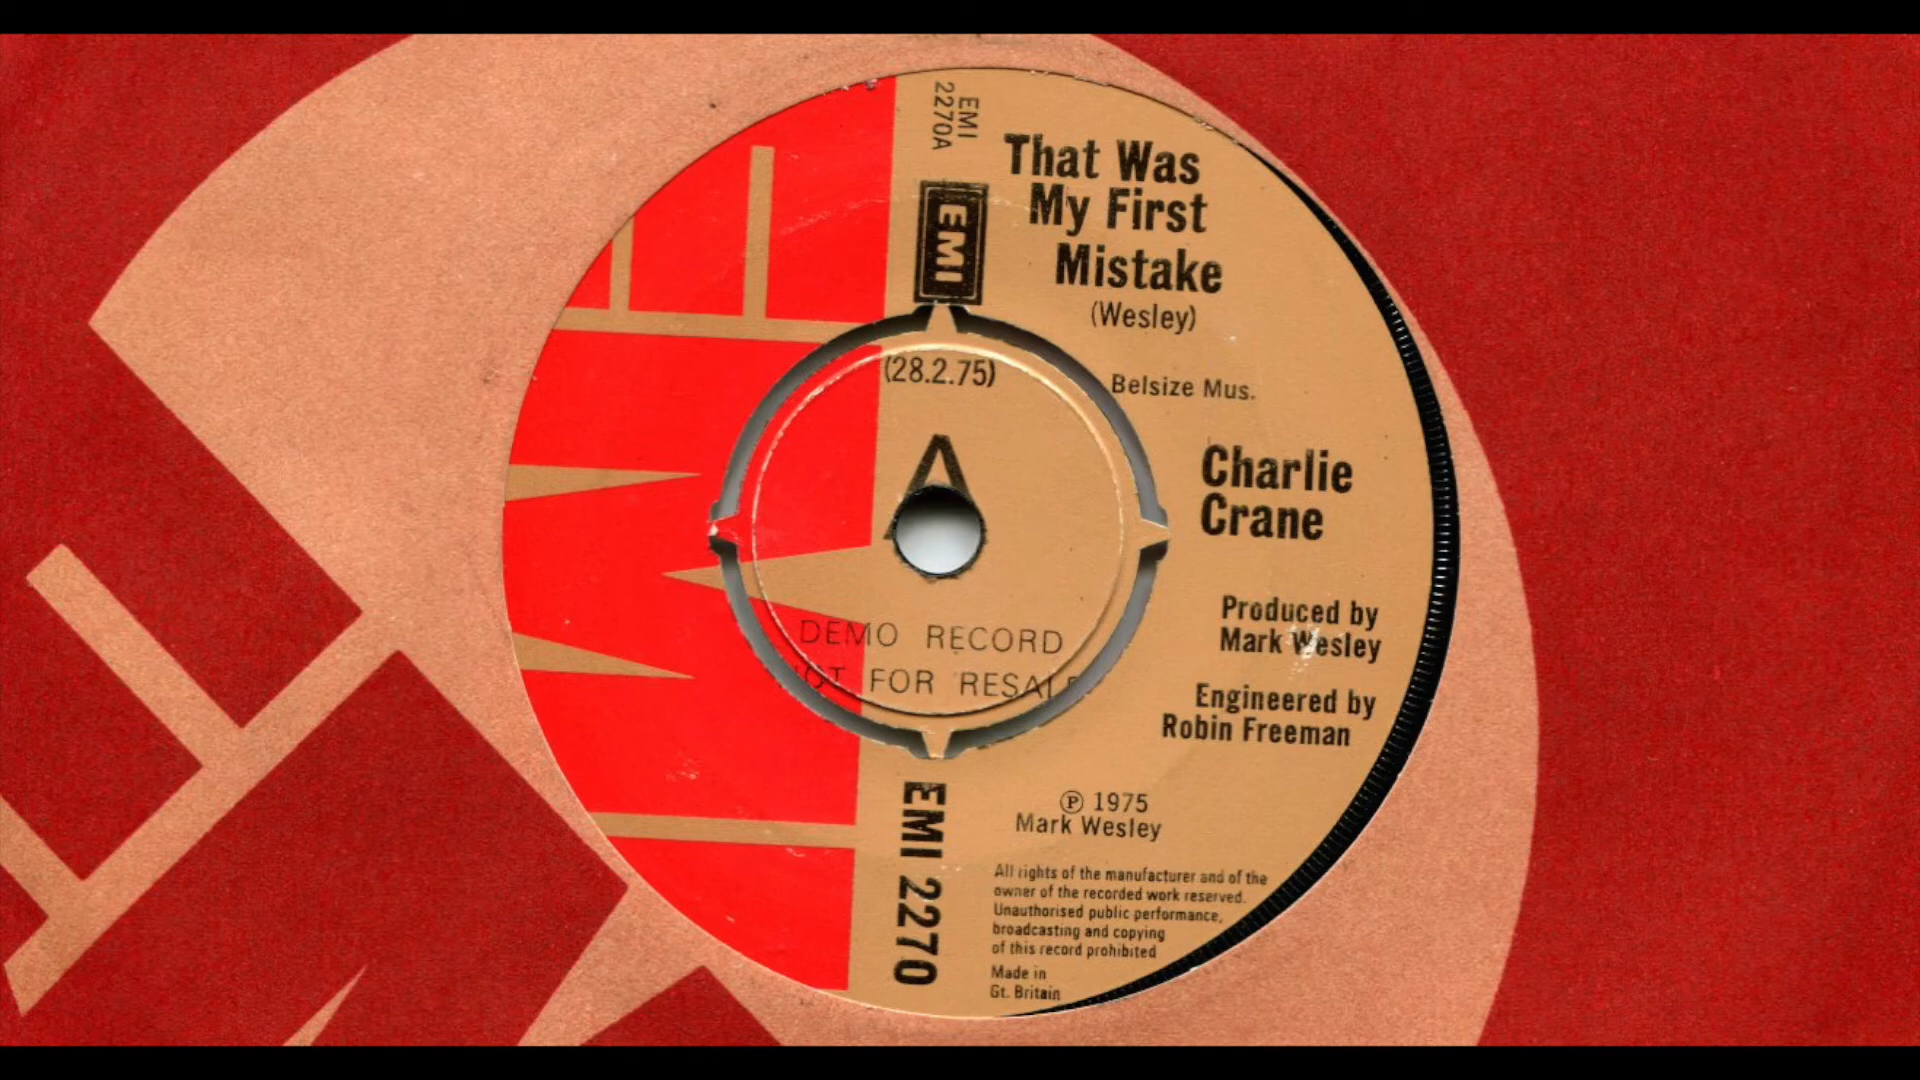 EMI
2270A
EMI
That Was
My First
Mistake
(Wesley)
(28.2.75)
Belsize Mus.
A
Charlie
Crane
Produced by
Mark Wesley
DEMO RECORD
FOR RESALE
Engineered by
Robin Freeman
EMI 2270
℗ 1975
Mark Wesley
All rights of the manufacturer and of the
owner of the recorded work reserved.
Unauthorised public performance,
broadcasting and copying
of this record prohibited
Made in
Gt. Britain